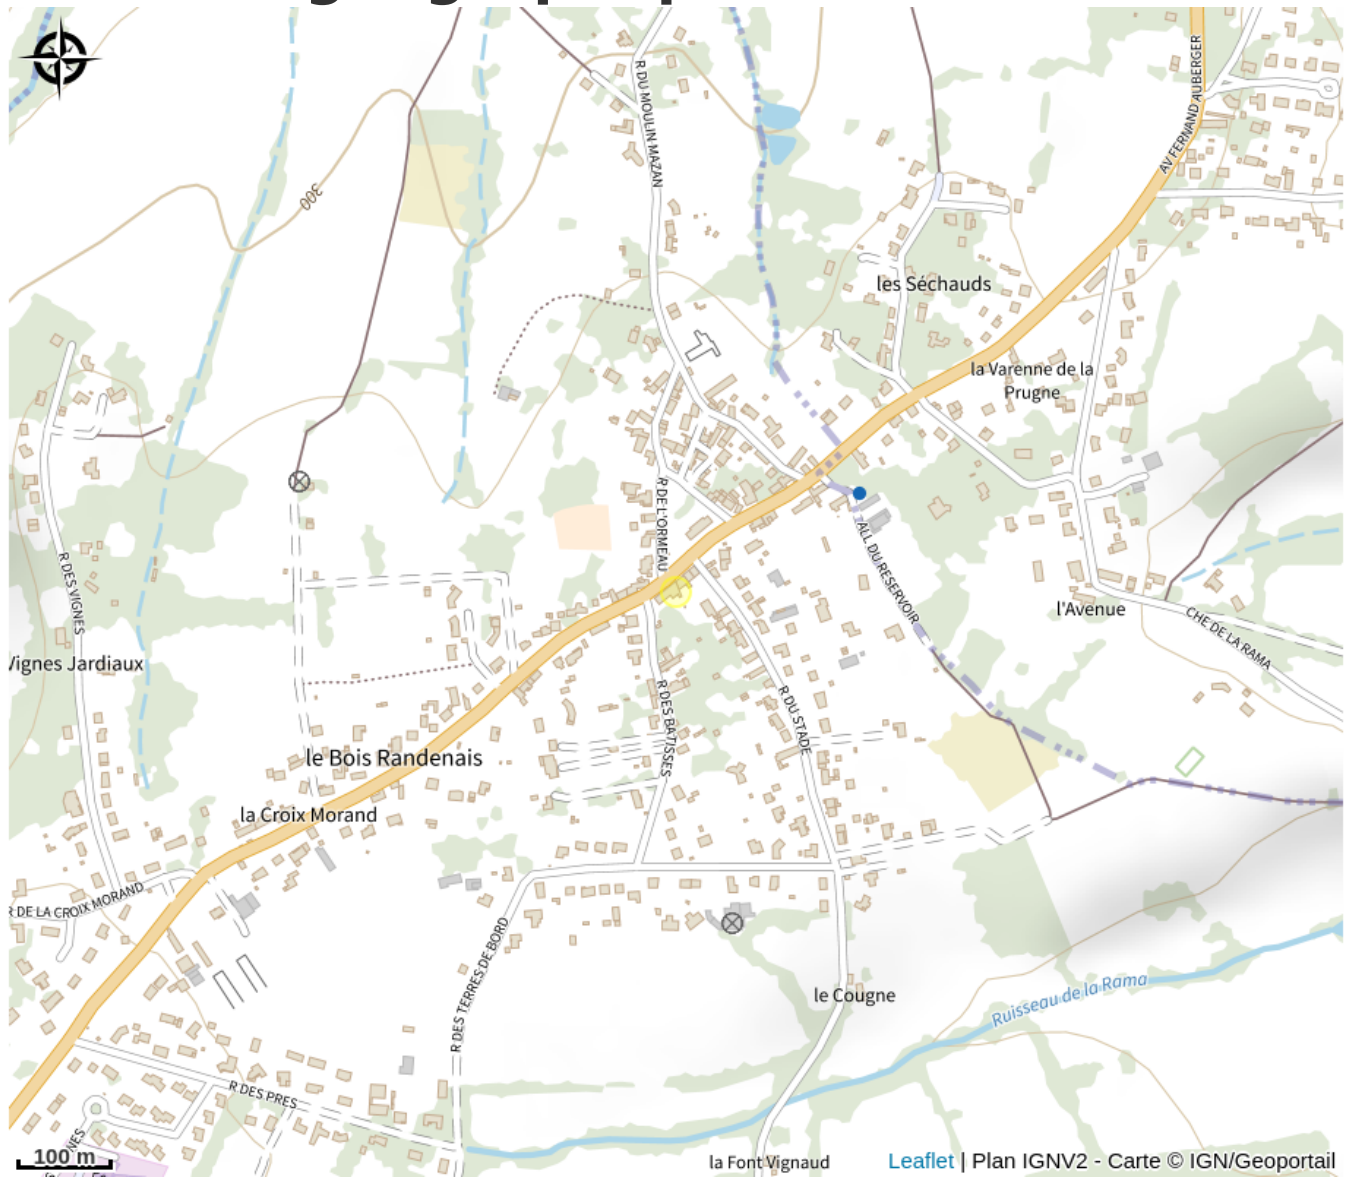 R DU MOULIN MAZAN
AV FERNAND AUBERGER
300
les Séchauds
la Varenne de la
Prugne
R DE L'ORMEAU
ALL DU RESERVOIR
R DES VIGNES
l'Avenue
CHE DE LA RAMA
Vignes Jardiaux
R DES BATISSES
R DU STADE
le Bois Randenais
la Croix Morand
R DE LA CROIX MORAND
R DES TERRES DE BORD
le Cougne
Ruisseau de la Rama
R DES PRES
NES
100 m
la Font Vignaud
Leaflet | Plan IGNV2 - Carte © IGN/Geoportail